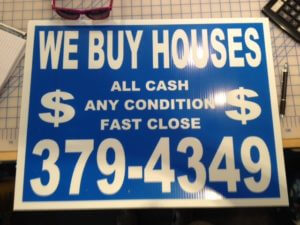 WE BUY HOUSES
ALL CASH
$ ANY CONDITION $
FAST CLOSE
379-4349